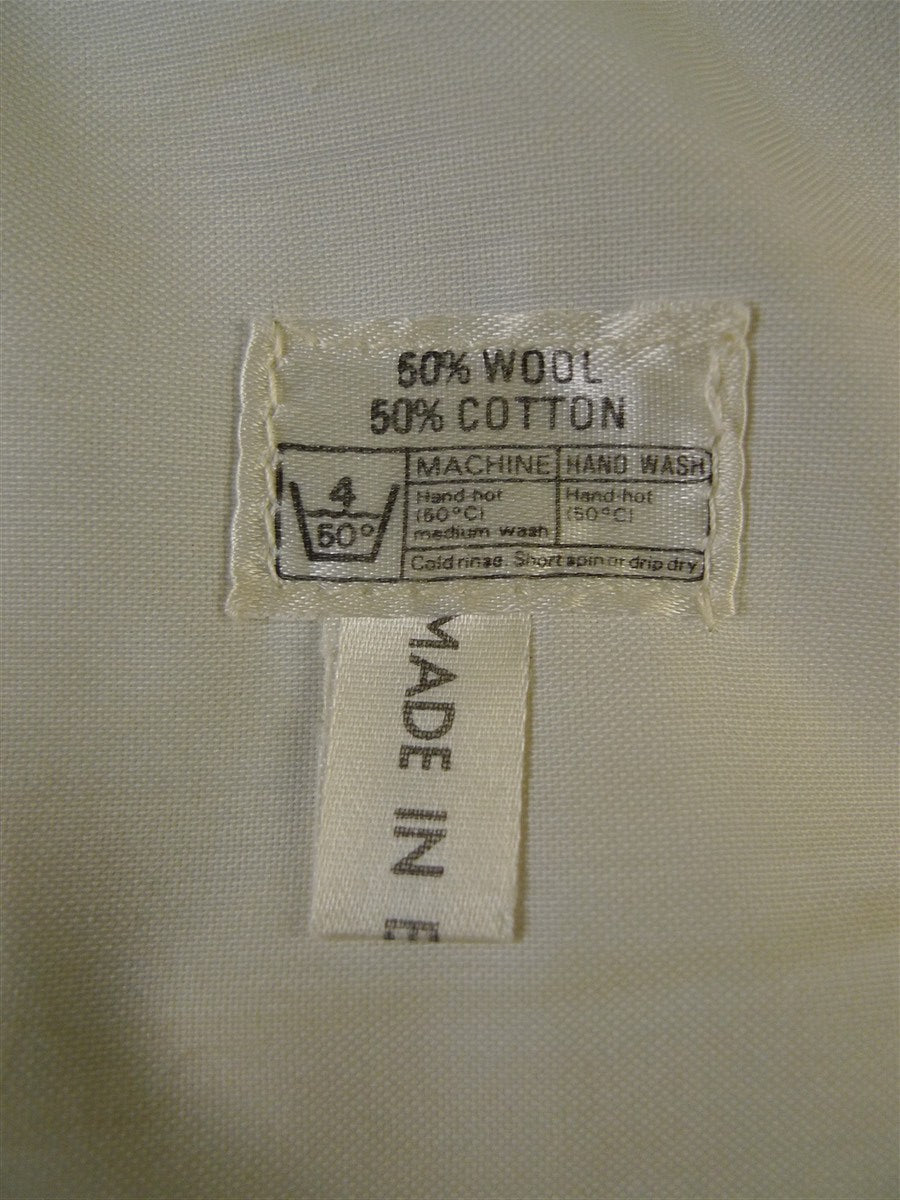 50% WOOL
50% COTTON
4
50°
MACHINE
Hand-hot
(50°C)
medium wash
HAND WASH
Hand-hot
(50°C)
Cold rinse. Short spin or drip dry
MADE IN E